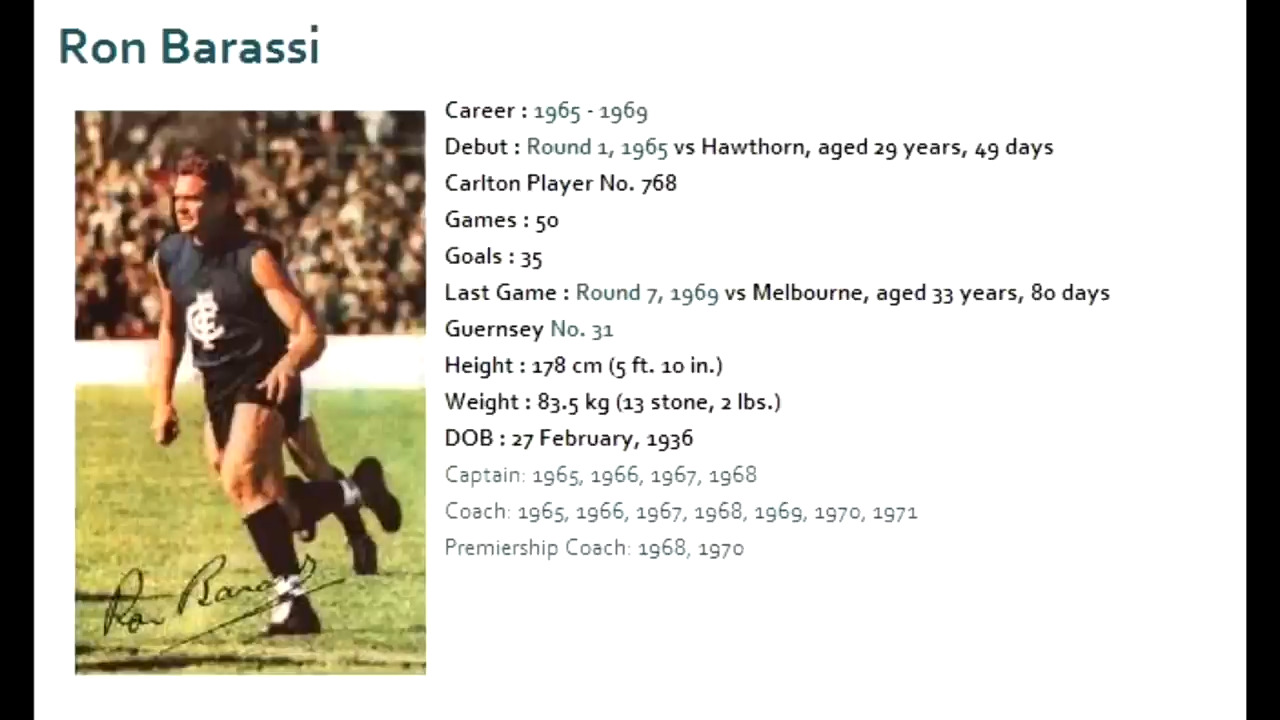 Ron Barassi
Career : 1965 - 1969
Debut : Round 1, 1965 vs Hawthorn, aged 29 years, 49 days
Carlton Player No. 768
Games : 50
Goals : 35
Last Game : Round 7, 1969 vs Melbourne, aged 33 years, 80 days
Guernsey No. 31
Height : 178 cm (5 ft. 10 in.)
Weight : 83.5 kg (13 stone, 2 lbs.)
DOB : 27 February, 1936
Captain: 1965, 1966, 1967, 1968
Coach: 1965, 1966, 1967, 1968, 1969, 1970, 1971
Premiership Coach: 1968, 1970
CFC
Ron Barassi